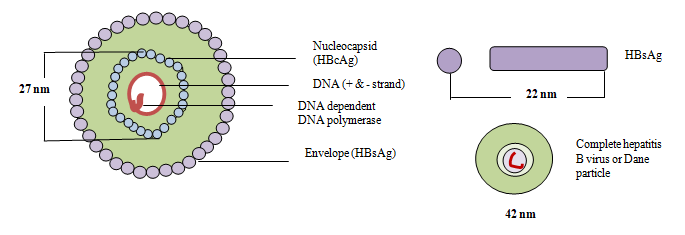 Nucleocapsid
(HBcAg)
27 nm
DNA (+ & - strand)
DNA dependent
DNA polymerase
Envelope (HBsAg)
HBsAg
22 nm
Complete hepatitis
B virus or Dane
particle
42 nm